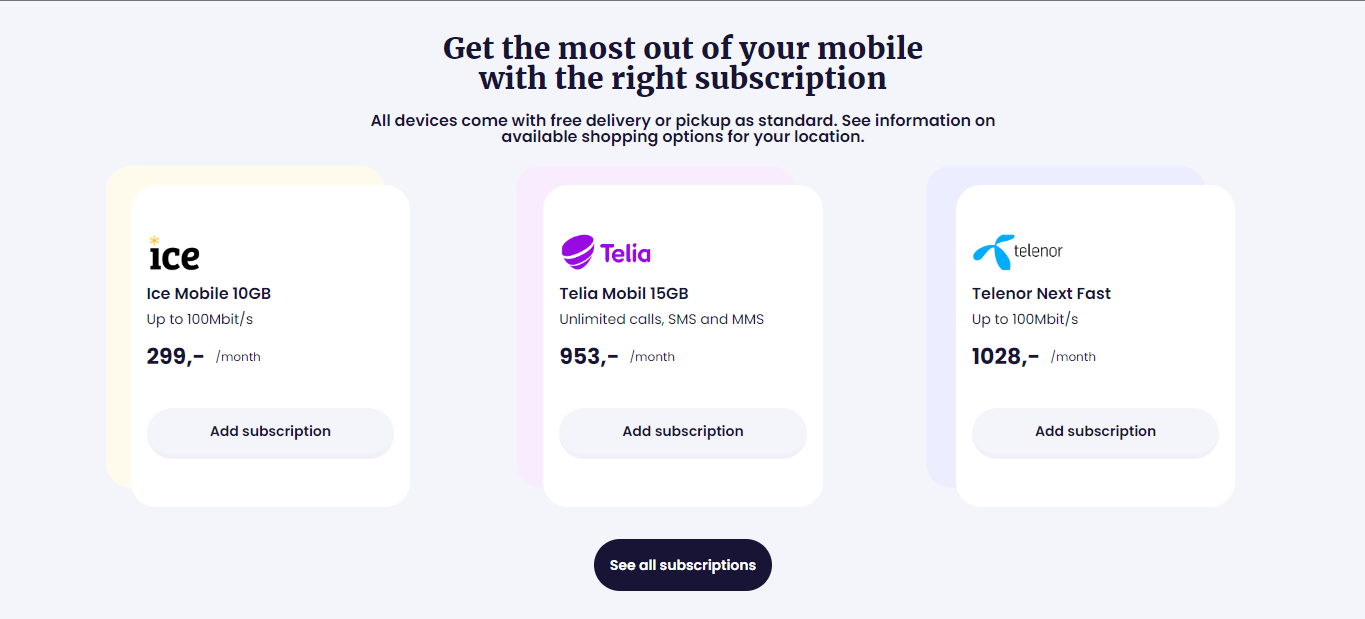 Get the most out of your mobile
with the right subscription
All devices come with free delivery or pickup as standard. See information on
available shopping options for your location.
ice
Ice Mobile 10GB
Up to 100Mbit/s
299,- /month
Add subscription
Telia
Telia Mobil 15GB
Unlimited calls, SMS and MMS
953,- /month
Add subscription
telenor
Telenor Next Fast
Up to 100Mbit/s
1028,- /month
Add subscription
See all subscriptions